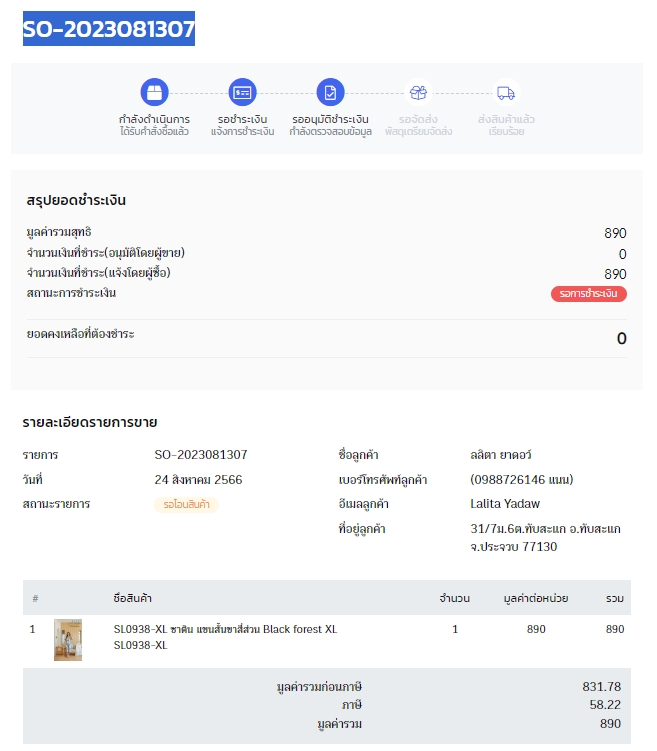 SO-2023081307
กำลังดำเนินการ รอชำระเงิน รออนุมัติชำระเงิน รอจัดส่ง ส่งสินค้าแล้ว
ได้รับคำสั่งซื้อแล้ว แจ้งการชำระเงิน กำลังตรวจสอบข้อมูล พัสดุเตรียมจัดส่ง เรียบร้อย
สรุปยอดชำระเงิน
มูลค่ารวมสุทธิ 890
จำนวนเงินที่ชำระ(อนุมัติโดยผู้ขาย) 0
จำนวนเงินที่ชำระ(แจ้งโดยผู้ซื้อ) 890
สถานะการชำระเงิน รอการชำระเงิน
ยอดคงเหลือที่ต้องชำระ 0
รายละเอียดรายการขาย
รายการ SO-2023081307 ชื่อลูกค้า ลลิตา ยาดอว์
วันที่ 24 สิงหาคม 2566 เบอร์โทรศัพท์ลูกค้า (0988726146 แนน)
สถานะรายการ รอโอนสินค้า อีเมลลูกค้า Lalita Yadaw
ที่อยู่ลูกค้า 31/7ม.6ต.ทับสะแก อ.ทับสะแก
จ.ประจวบ 77130
# ชื่อสินค้า จำนวน มูลค่าต่อหน่วย รวม
1 SL0938-XL ซาติน แขนสั้นขาสี่ส่วน Black forest XL 1 890 890
SL0938-XL
มูลค่ารวมก่อนภาษี 831.78
ภาษี 58.22
มูลค่ารวม 890